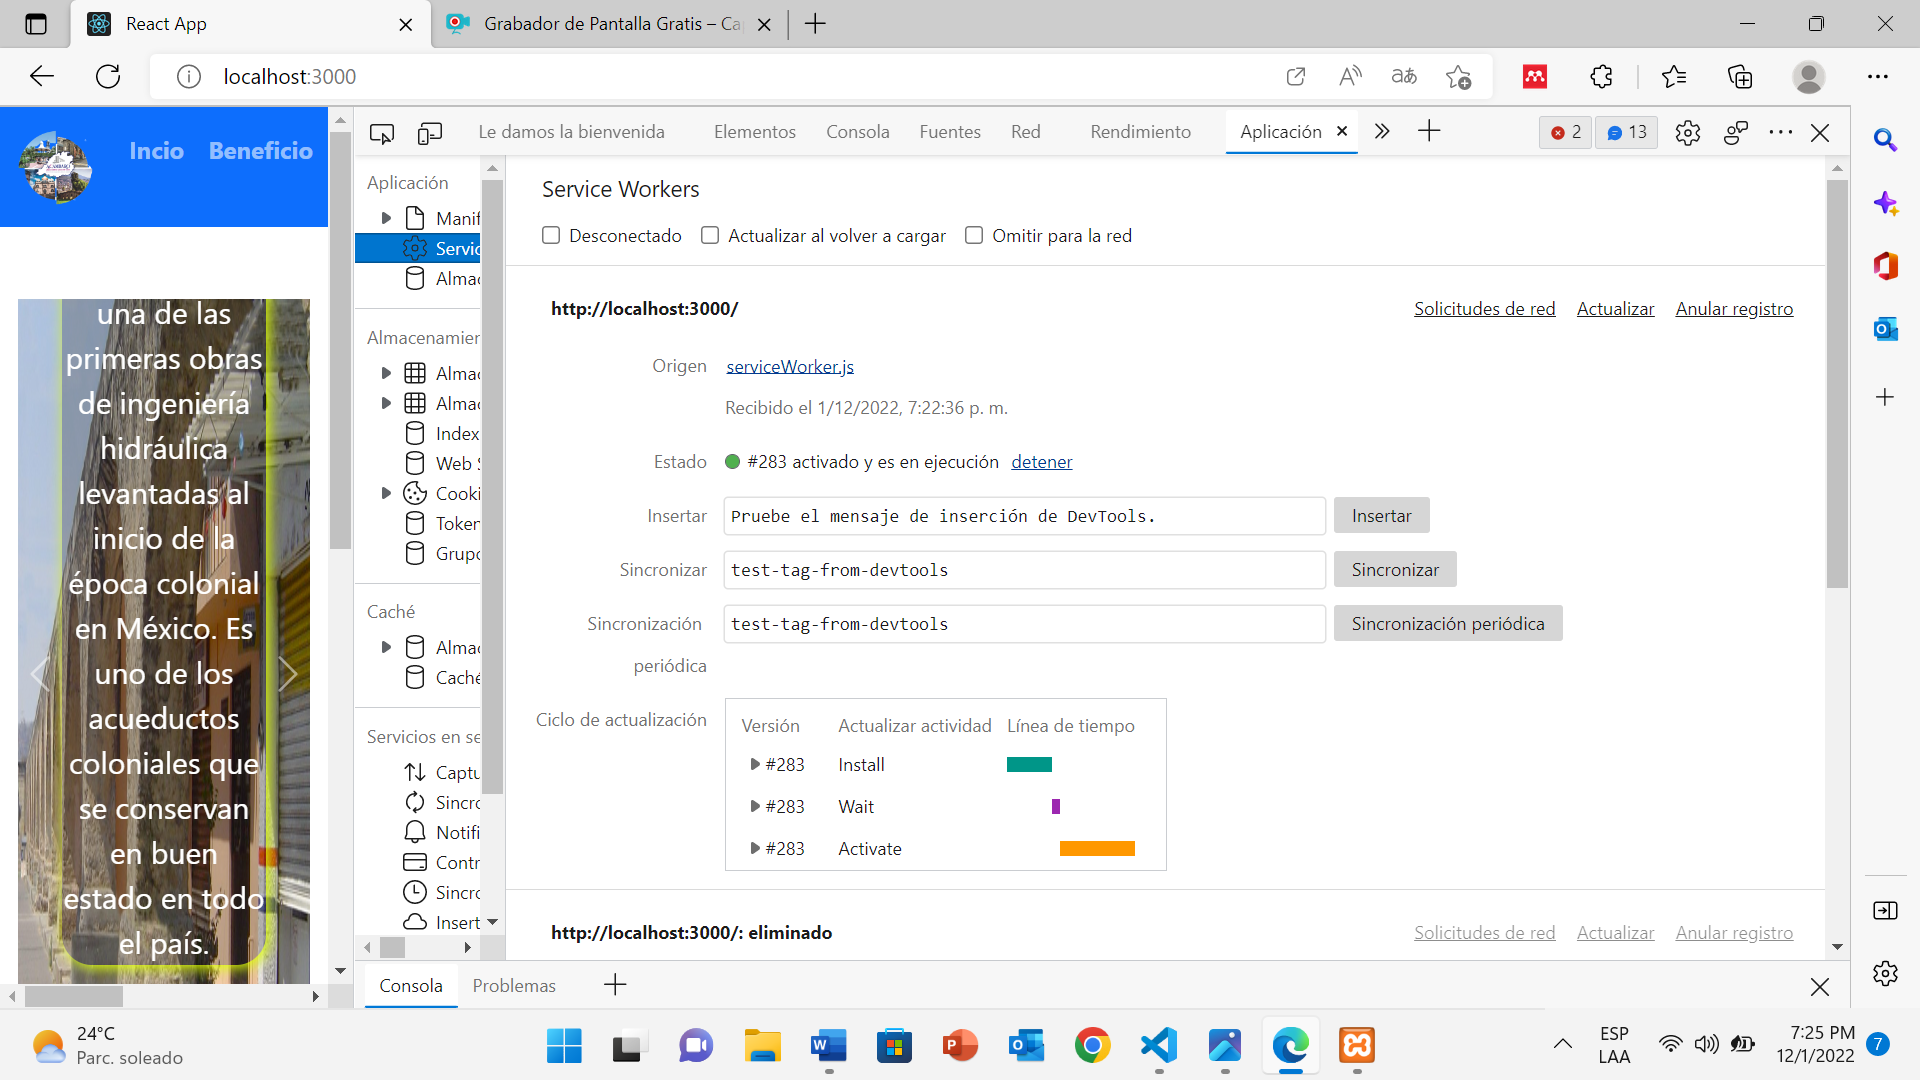 React App
Grabador de Pantalla Gratis – Ca
localhost:3000
Incio Beneficio
una de las
primeras obras
de ingeniería
hidráulica
levantadas al
inicio de la
época colonial
en México. Es
uno de los
acueductos
coloniales que
se conservan
en buen
estado en todo
el país.
Le damos la bienvenida Elementos Consola Fuentes Red Rendimiento Aplicación 2 13
Aplicación
Manif
Servic
Almac
Almacenamien
Almac
Almac
Index
Web S
Cooki
Token
Grupo
Caché
Almac
Caché
Servicios en se
Captu
Sincro
Notifi
Contr
Sincro
Insert
Service Workers
Desconectado Actualizar al volver a cargar Omitir para la red
http://localhost:3000/ Solicitudes de red Actualizar Anular registro
Origen serviceWorker.js
Recibido el 1/12/2022, 7:22:36 p. m.
Estado #283 activado y es en ejecución detener
Insertar Pruebe el mensaje de inserción de DevTools. Insertar
Sincronizar test-tag-from-devtools Sincronizar
Sincronización periódica test-tag-from-devtools Sincronización periódica
Ciclo de actualización
Versión Actualizar actividad Línea de tiempo
#283 Install
#283 Wait
#283 Activate
http://localhost:3000/: eliminado Solicitudes de red Actualizar Anular registro
Consola Problemas
24°C
Parc. soleado
ESP
LAA
7:25 PM
12/1/2022
7